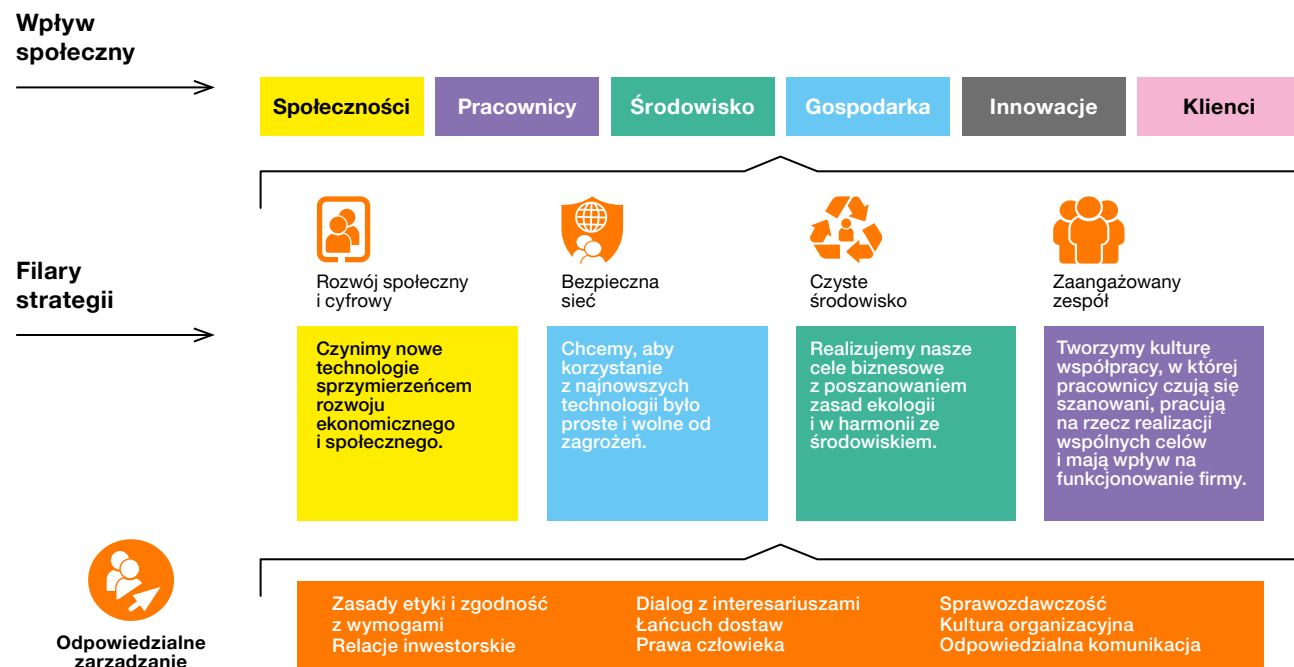 Wpływ
społeczny
Społeczności
Pracownicy
Środowisko
Gospodarka
Innowacje
Klienci
Filary
strategii
Rozwój społeczny
i cyfrowy
Bezpieczna
sieć
Czyste
środowisko
Zaangażowany
zespół
Czynimy nowe
technologie
sprzymierzeńcem
rozwoju
ekonomicznego
i społecznego.
Chcemy, aby
korzystanie
z najnowszych
technologii było
proste i wolne od
zagrożeń.
Realizujemy nasze
cele biznesowe
z poszanowaniem
zasad ekologii
i w harmonii ze
środowiskiem.
Tworzymy kulturę
współpracy, w której
pracownicy czują się
szanowani, pracują
na rzecz realizacji
wspólnych celów
i mają wpływ na
funkcjonowanie firmy.
Odpowiedzialne
zarządzanie
Zasady etyki i zgodność
z wymogami
Relacje inwestorskie
Dialog z interesariuszami
Łańcuch dostaw
Prawa człowieka
Sprawozdawczość
Kultura organizacyjna
Odpowiedzialna komunikacja